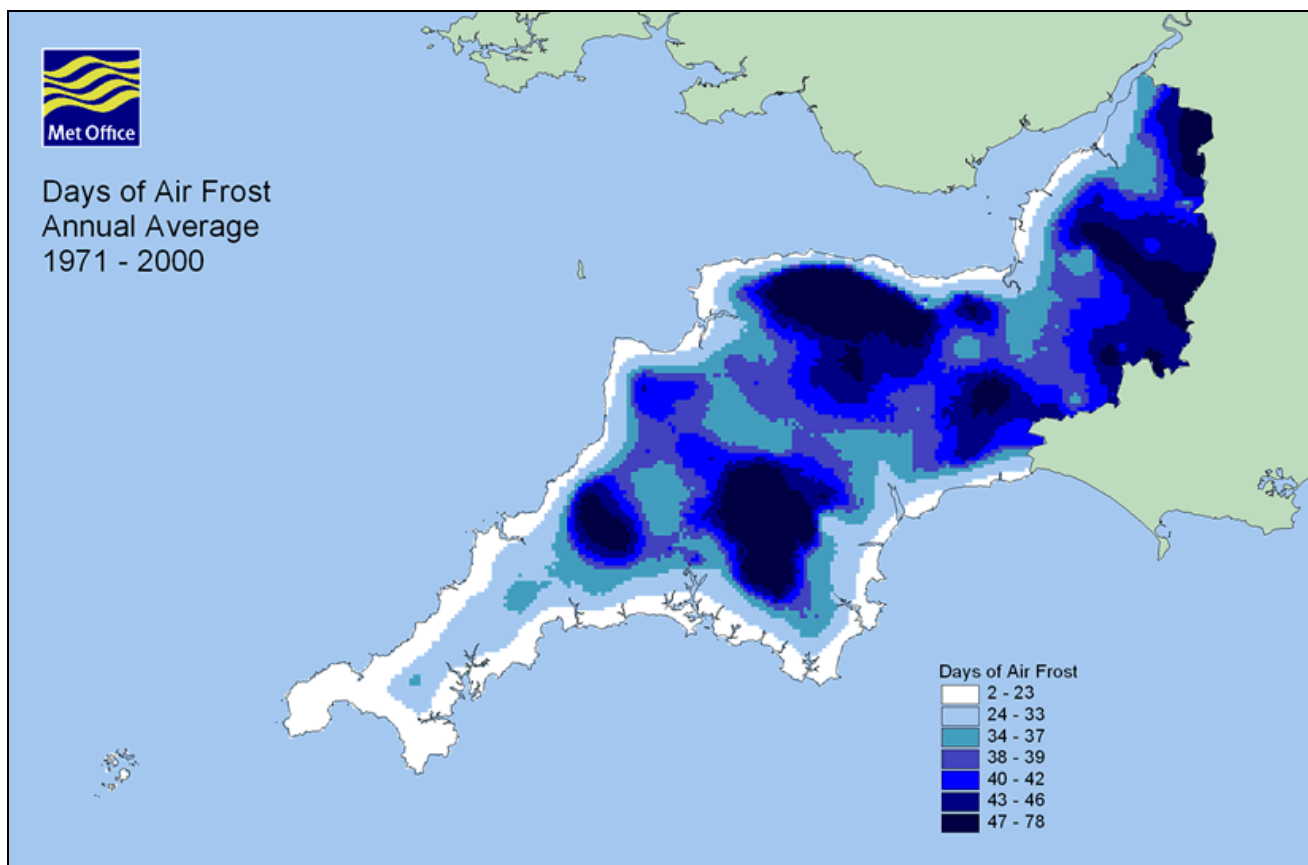 Met Office
Days of Air Frost
Annual Average
1971 - 2000
Days of Air Frost
2 - 23
24 - 33
34 - 37
38 - 39
40 - 42
43 - 46
47 - 78